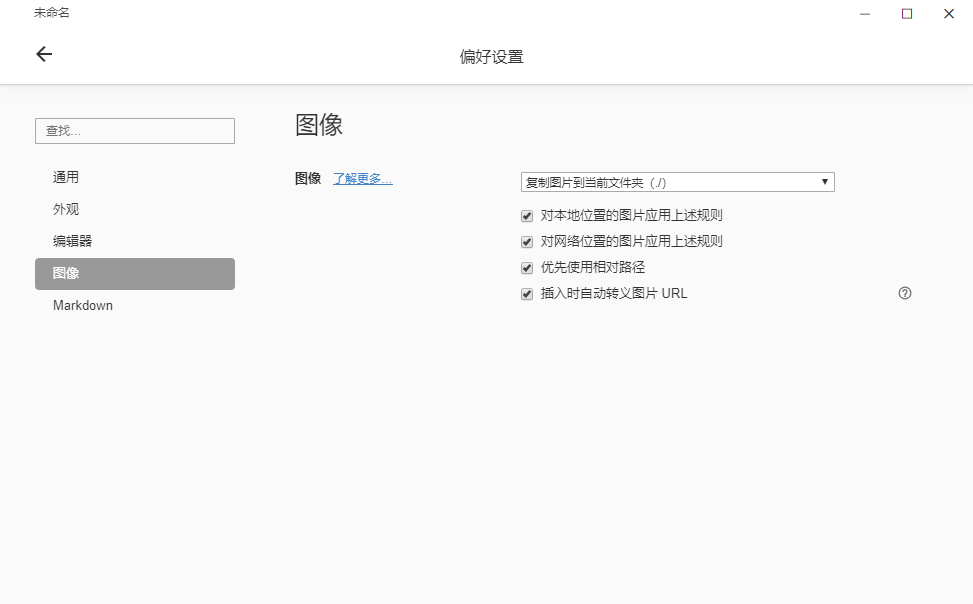 未命名
偏好设置
查找...
通用
外观
编辑器
图像
Markdown
图像
图像 了解更多...
复制图片到当前文件夹 (./)
对本地位置的图片应用上述规则
对网络位置的图片应用上述规则
优先使用相对路径
插入时自动转义图片 URL